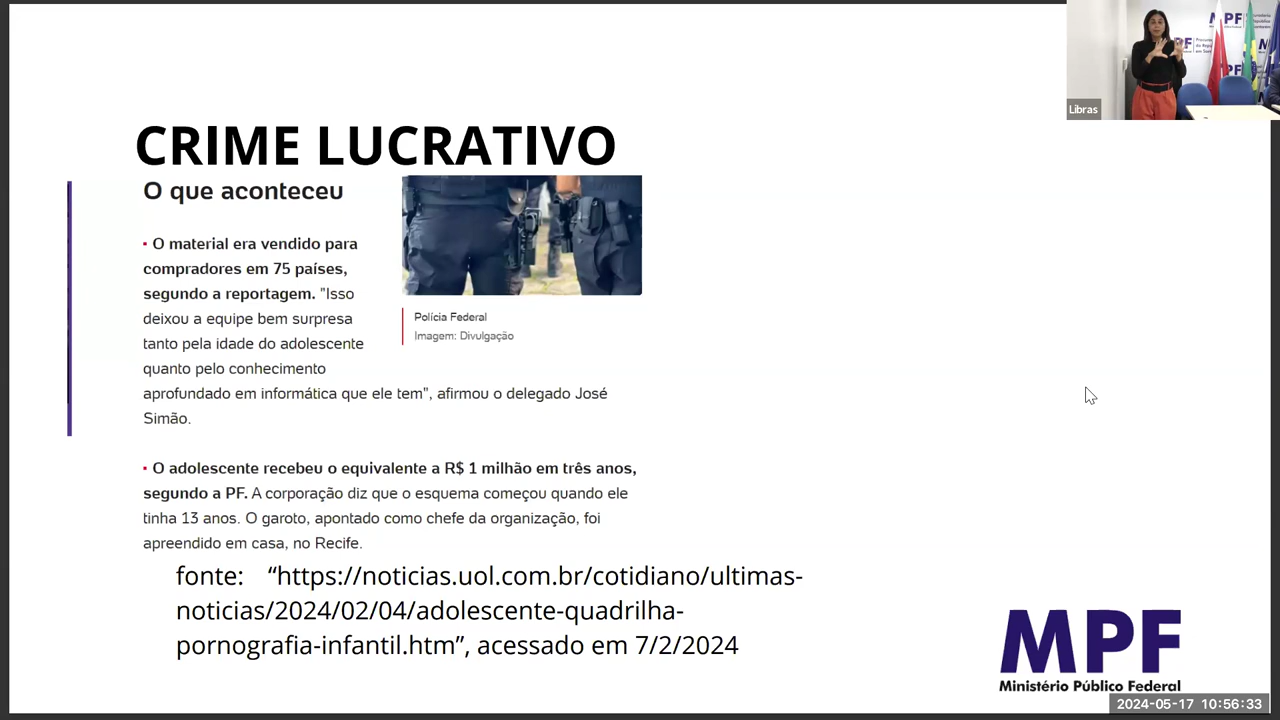 MPF
MPF
Libras
CRIME LUCRATIVO
O que aconteceu
▪ O material era vendido para
compradores em 75 países,
segundo a reportagem. "Isso
deixou a equipe bem surpresa
tanto pela idade do adolescente
quanto pelo conhecimento
aprofundado em informática que ele tem", afirmou o delegado José
Simão.
Polícia Federal
Imagem: Divulgação
▪ O adolescente recebeu o equivalente a R$ 1 milhão em três anos,
segundo a PF. A corporação diz que o esquema começou quando ele
tinha 13 anos. O garoto, apontado como chefe da organização, foi
apreendido em casa, no Recife.
fonte: “https://noticias.uol.com.br/cotidiano/ultimas-
noticias/2024/02/04/adolescente-quadrilha-
pornografia-infantil.htm”, acessado em 7/2/2024
MPF
Ministério Público Federal
2024-05-17 10:56:33